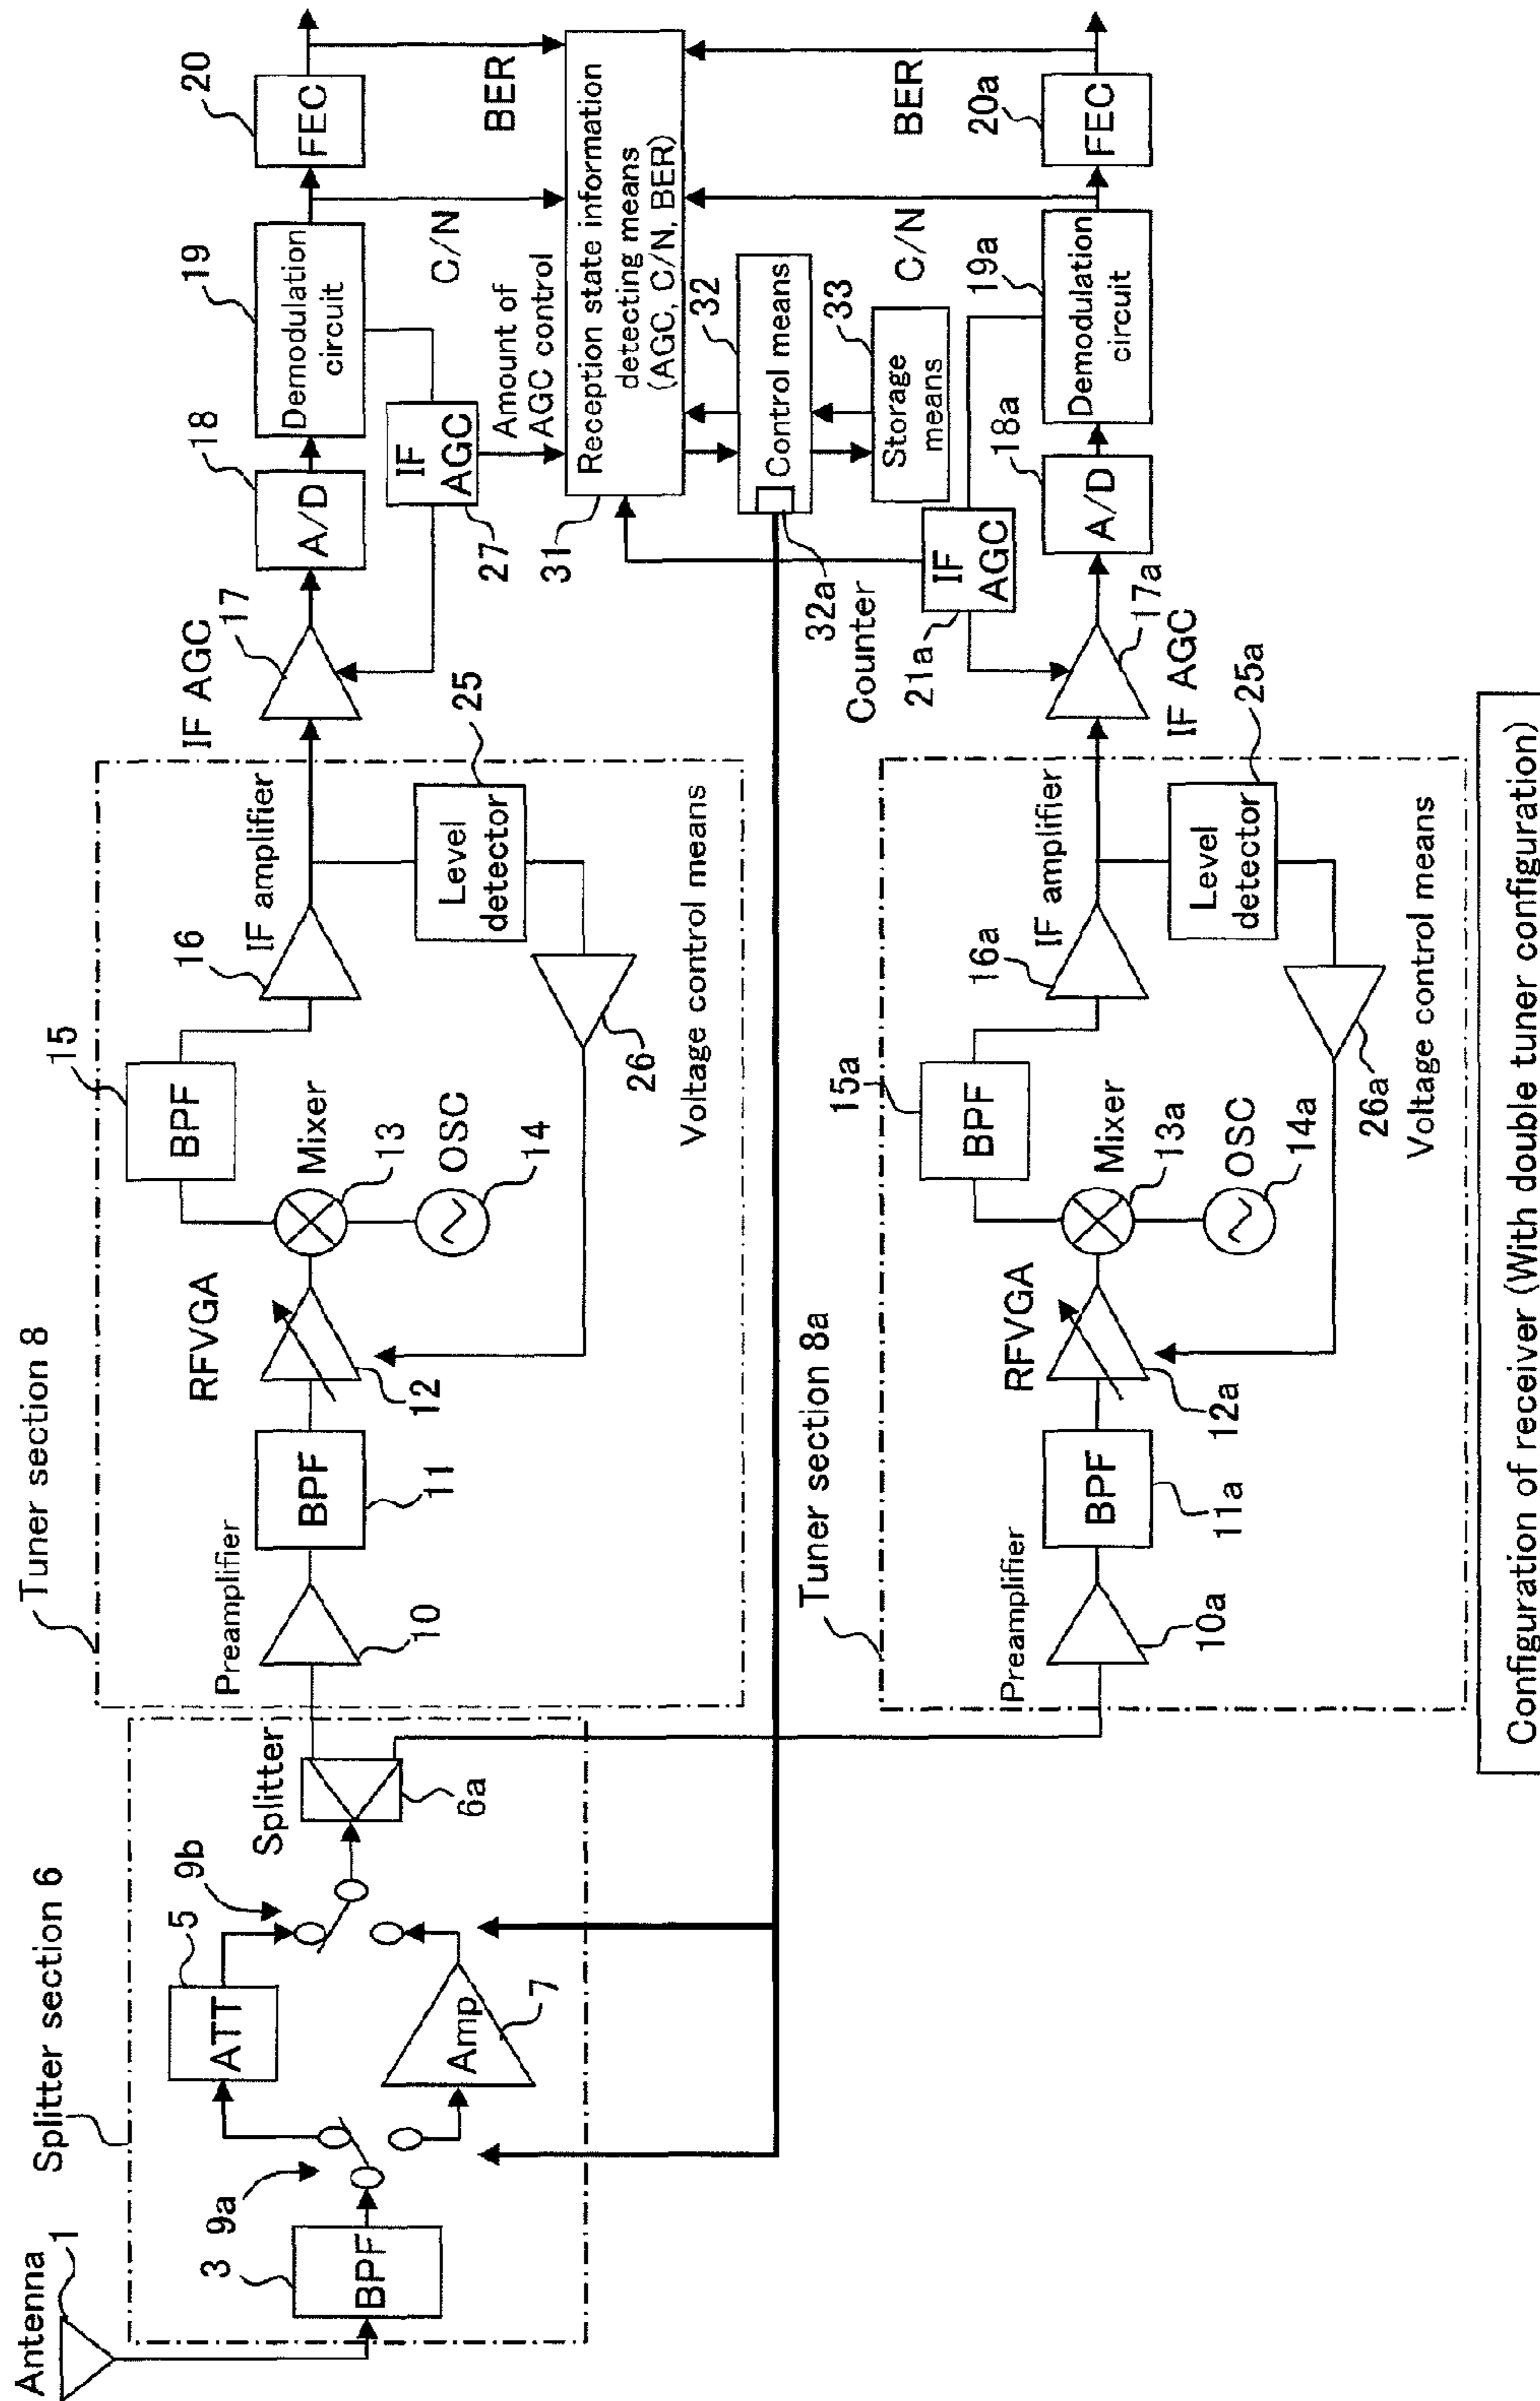 Antenna
1
Splitter section 6
3
BPF
9a
ATT
5
9b
Amp
7
Splitter
6a
Tuner section 8
Preamplifier
10
BPF
11
RFVGA
12
Mixer
13
OSC
14
BPF
15
16
IF amplifier
Level
detector
25
26
Voltage control means
IF AGC
17
A/D
18
Demodulation
circuit
19
FEC
20
IF
AGC
27
Amount of
AGC control
C/N
BER
31
Reception state information
detecting means
(AGC, C/N, BER)
Control means
32
32a
Counter
Storage
means
33
Tuner section 8a
Preamplifier
10a
BPF
11a
RFVGA
12a
Mixer
13a
OSC
14a
BPF
15a
16a
IF amplifier
Level
detector
25a
26a
Voltage control means
IF AGC
17a
A/D
18a
Demodulation
circuit
19a
FEC
20a
IF
AGC
21a
C/N
BER
Configuration of receiver (With double tuner configuration)